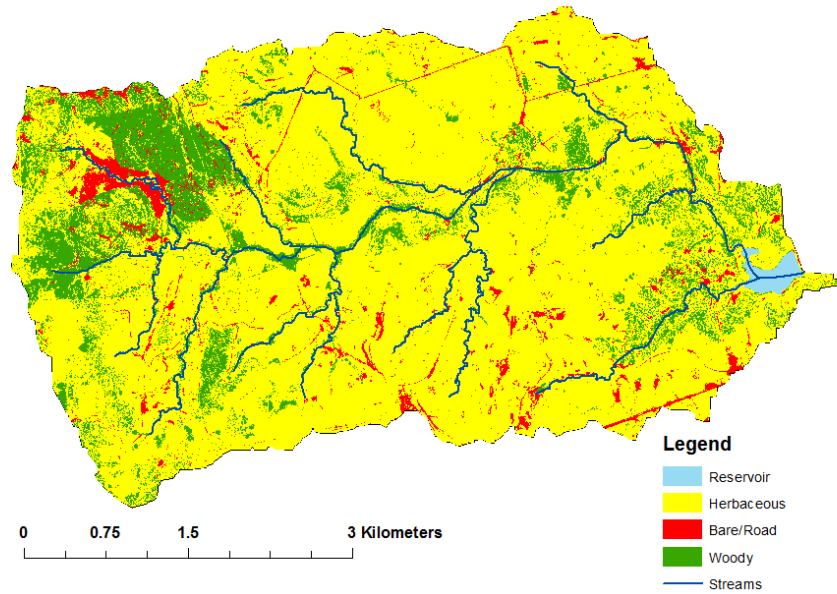 Legend
Reservoir
Herbaceous
Bare/Road
Woody
Streams
0 0.75 1.5 3 Kilometers